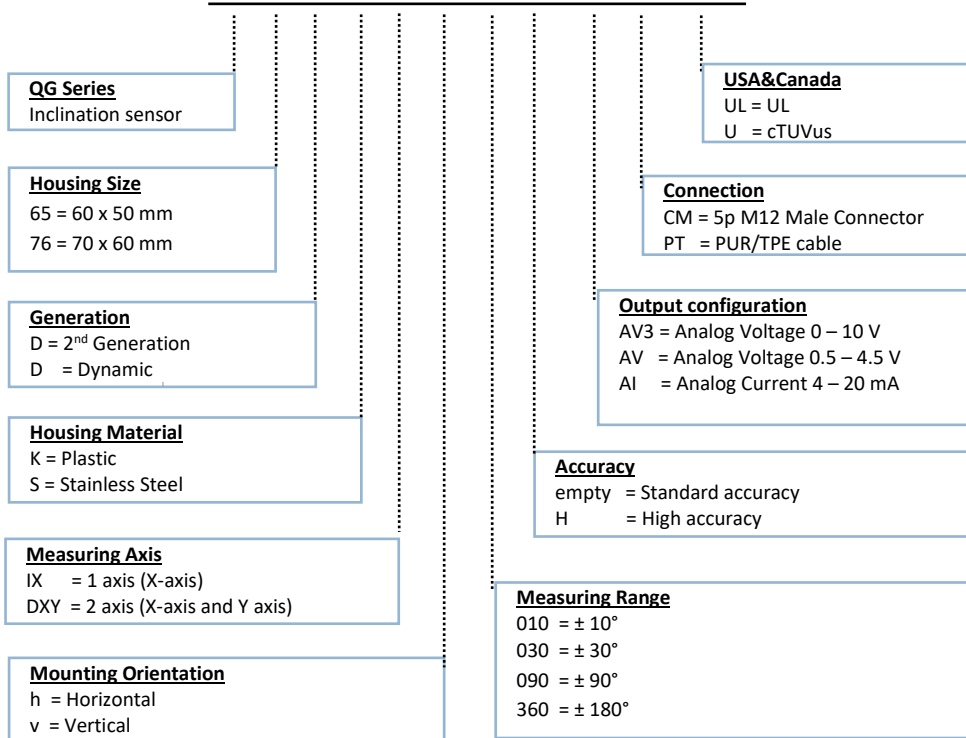 QG Series
Inclination sensor
Housing Size
65 = 60 x 50 mm
76 = 70 x 60 mm
Generation
D = 2nd Generation
D = Dynamic
Housing Material
K = Plastic
S = Stainless Steel
Measuring Axis
IX = 1 axis (X-axis)
DXY = 2 axis (X-axis and Y axis)
Mounting Orientation
h = Horizontal
v = Vertical
USA&Canada
UL = UL
U = cTUVus
Connection
CM = 5p M12 Male Connector
PT = PUR/TPE cable
Output configuration
AV3 = Analog Voltage 0 – 10 V
AV = Analog Voltage 0.5 – 4.5 V
AI = Analog Current 4 – 20 mA
Accuracy
empty = Standard accuracy
H = High accuracy
Measuring Range
010 = ± 10°
030 = ± 30°
090 = ± 90°
360 = ± 180°